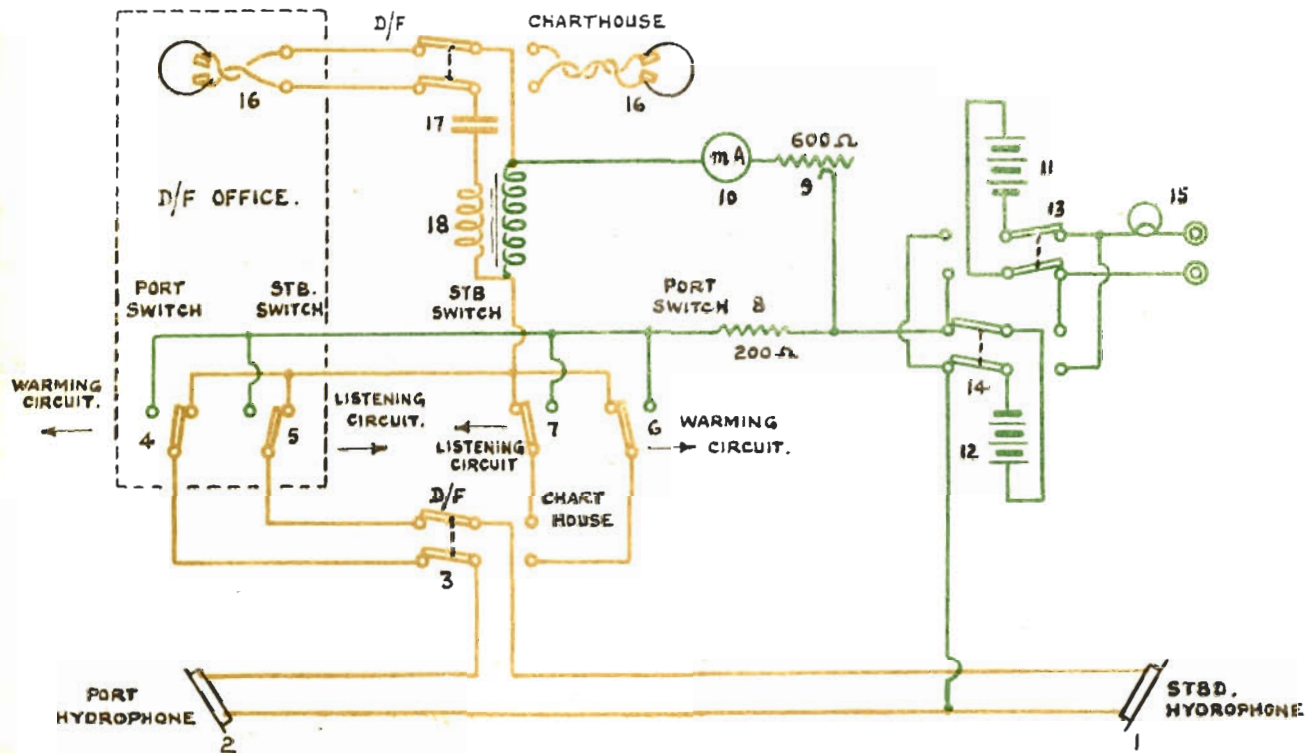 D/F
CHARTHOUSE
16
16
17
600 Ω
mA
10
9
11
13
15
D/F OFFICE.
18
PORT
SWITCH
STB.
SWITCH
STB
SWITCH
PORT
SWITCH
8
200 Ω
14
12
WARMING
CIRCUIT.
4
5
LISTENING
CIRCUIT.
LISTENING
CIRCUIT
7
6
WARMING
CIRCUIT.
D/F
CHART
HOUSE
3
PORT
HYDROPHONE
2
STBD.
HYDROPHONE
1